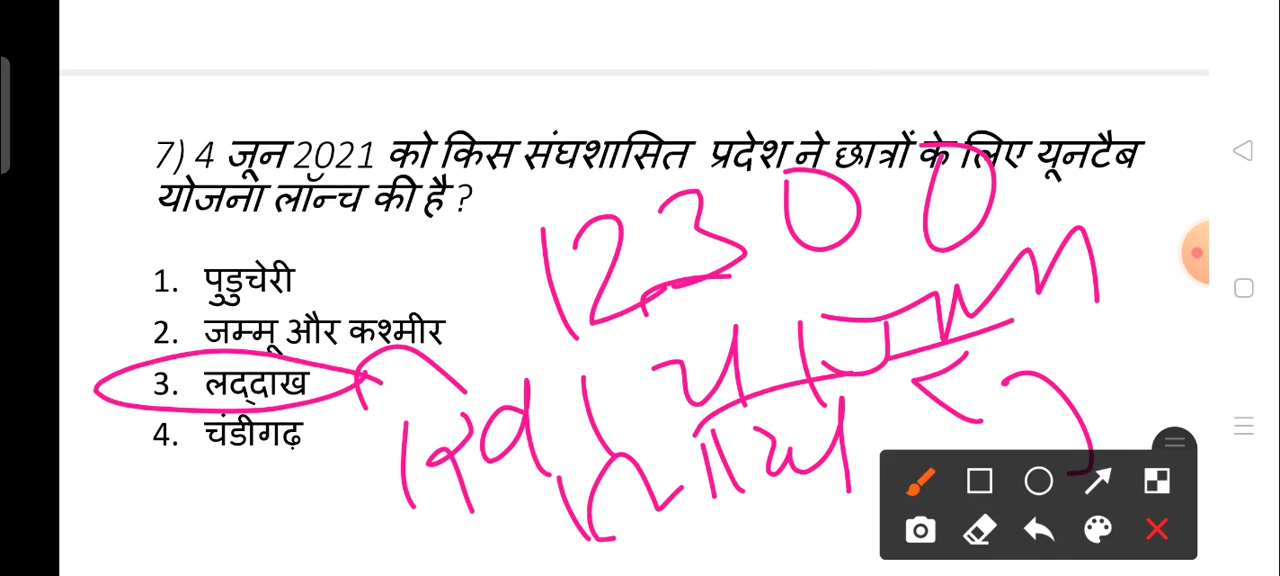 7) 4 जून 2021 को किस संघशासित प्रदेश ने छात्रों के लिए यूनटैब
योजना लॉन्च की है ?
12300
1. पुडुचेरी
2. जम्मू और कश्मीर
3. लद्दाख
4. चंडीगढ़